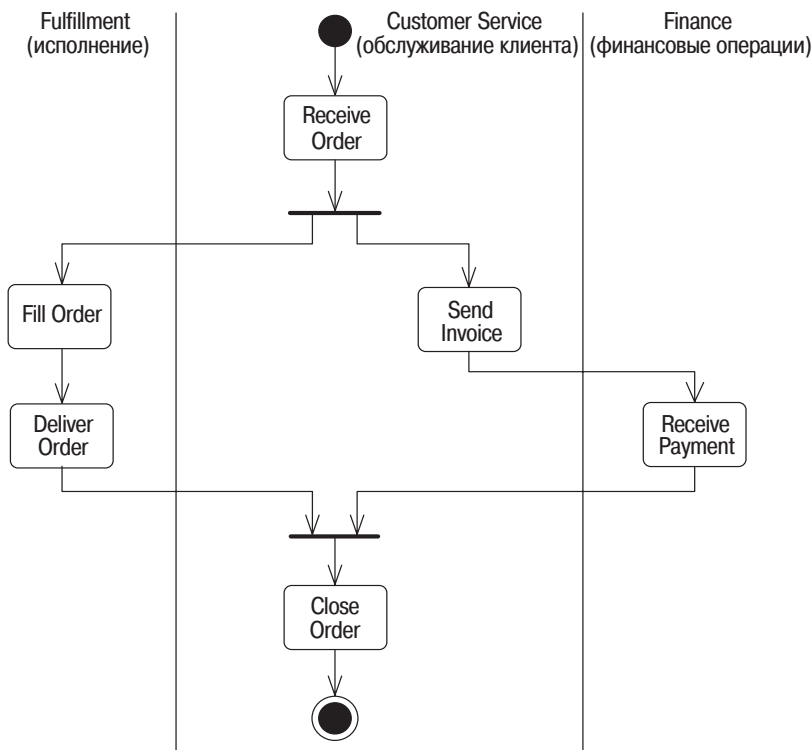 Fulfillment
(исполнение)
Customer Service
(обслуживание клиента)
Finance
(финансовые операции)
Receive
Order
Fill Order
Send
Invoice
Deliver
Order
Receive
Payment
Close
Order